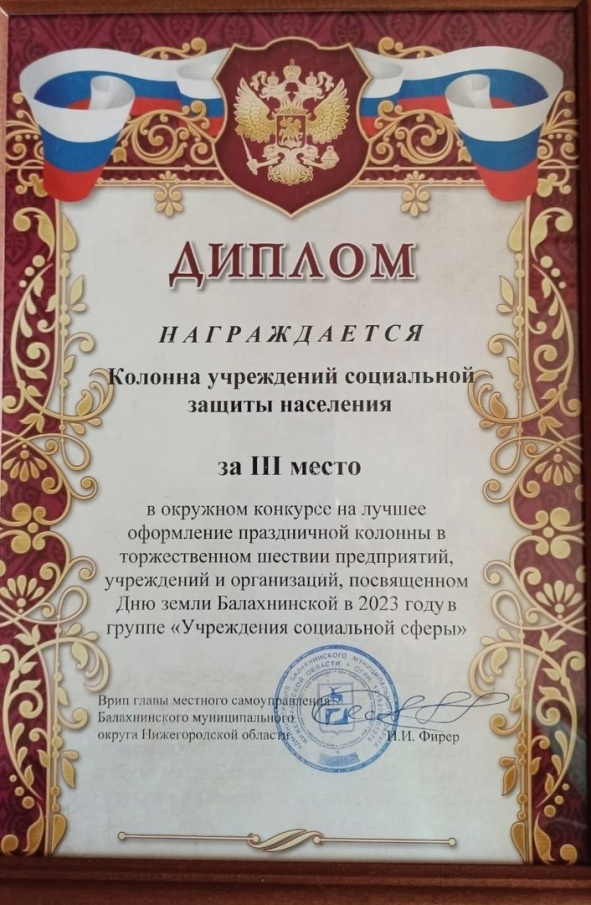 ДИПЛОМ
НАГРАЖДАЕТСЯ
Колонна учреждений социальной
защиты населения
за III место
в окружном конкурсе на лучшее
оформление праздничной колонны в
торжественном шествии предприятий,
учреждений и организаций, посвященном
Дню земли Балахнинской в 2023 году в
группе «Учреждения социальной сферы»
Врип главы местного самоуправления
Балахнинского муниципального
округа Нижегородской области
И.И. Фирер